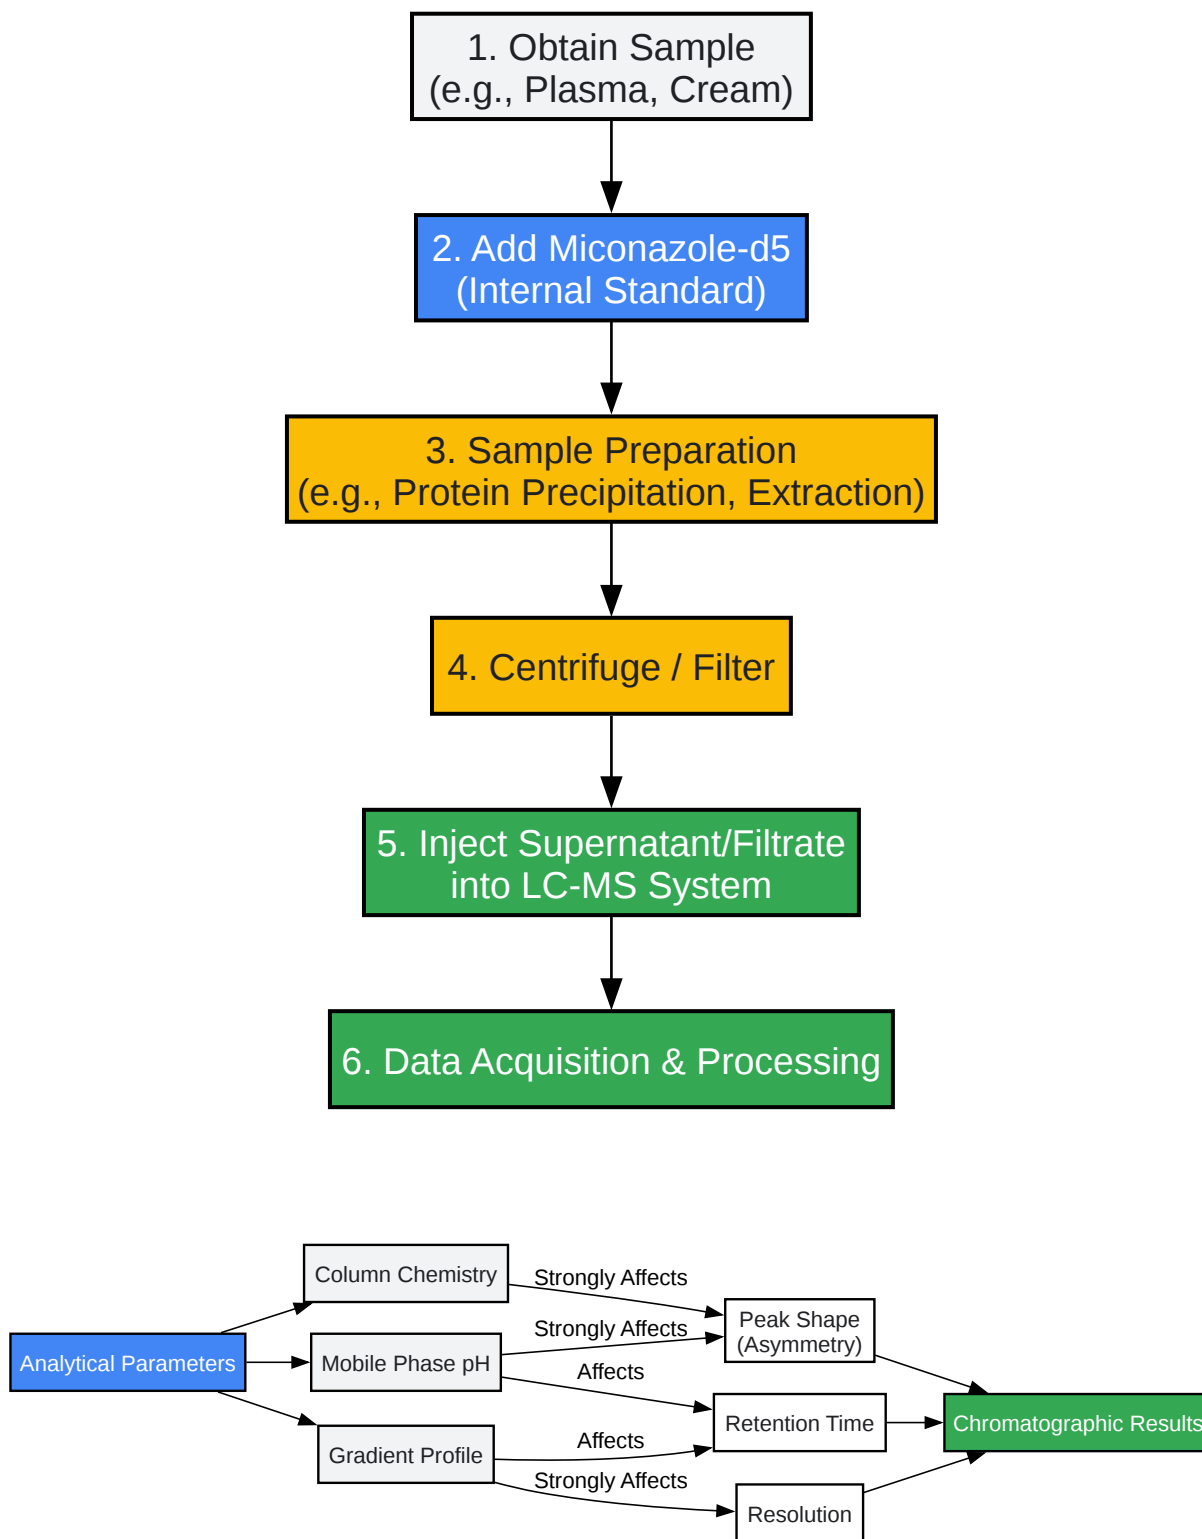 1. Obtain Sample
(e.g., Plasma, Cream)
2. Add Miconazole-d5
(Internal Standard)
3. Sample Preparation
(e.g., Protein Precipitation, Extraction)
4. Centrifuge / Filter
5. Inject Supernatant/Filtrate
into LC-MS System
6. Data Acquisition & Processing
Analytical Parameters
Column Chemistry
Mobile Phase pH
Gradient Profile
Strongly Affects
Strongly Affects
Affects
Affects
Strongly Affects
Peak Shape
(Asymmetry)
Retention Time
Resolution
Chromatographic Results